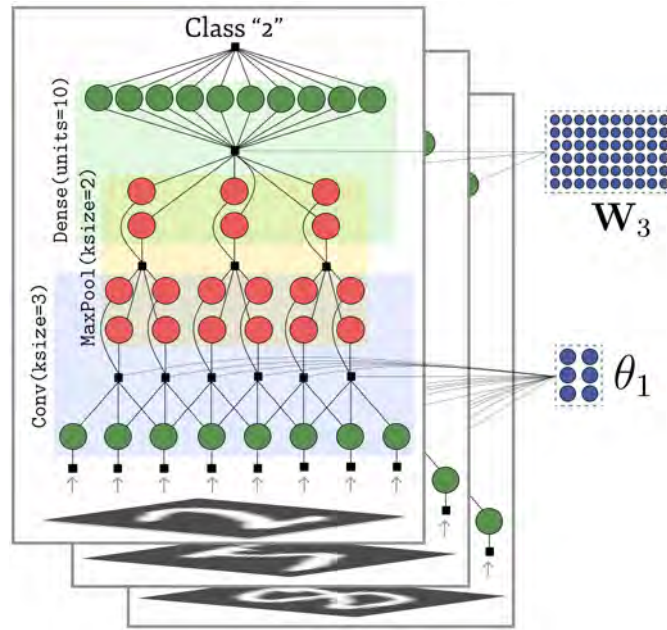 Class “2”
Dense(units=10)
MaxPool(ksize=2)
Conv(ksize=3)
W₃
θ₁